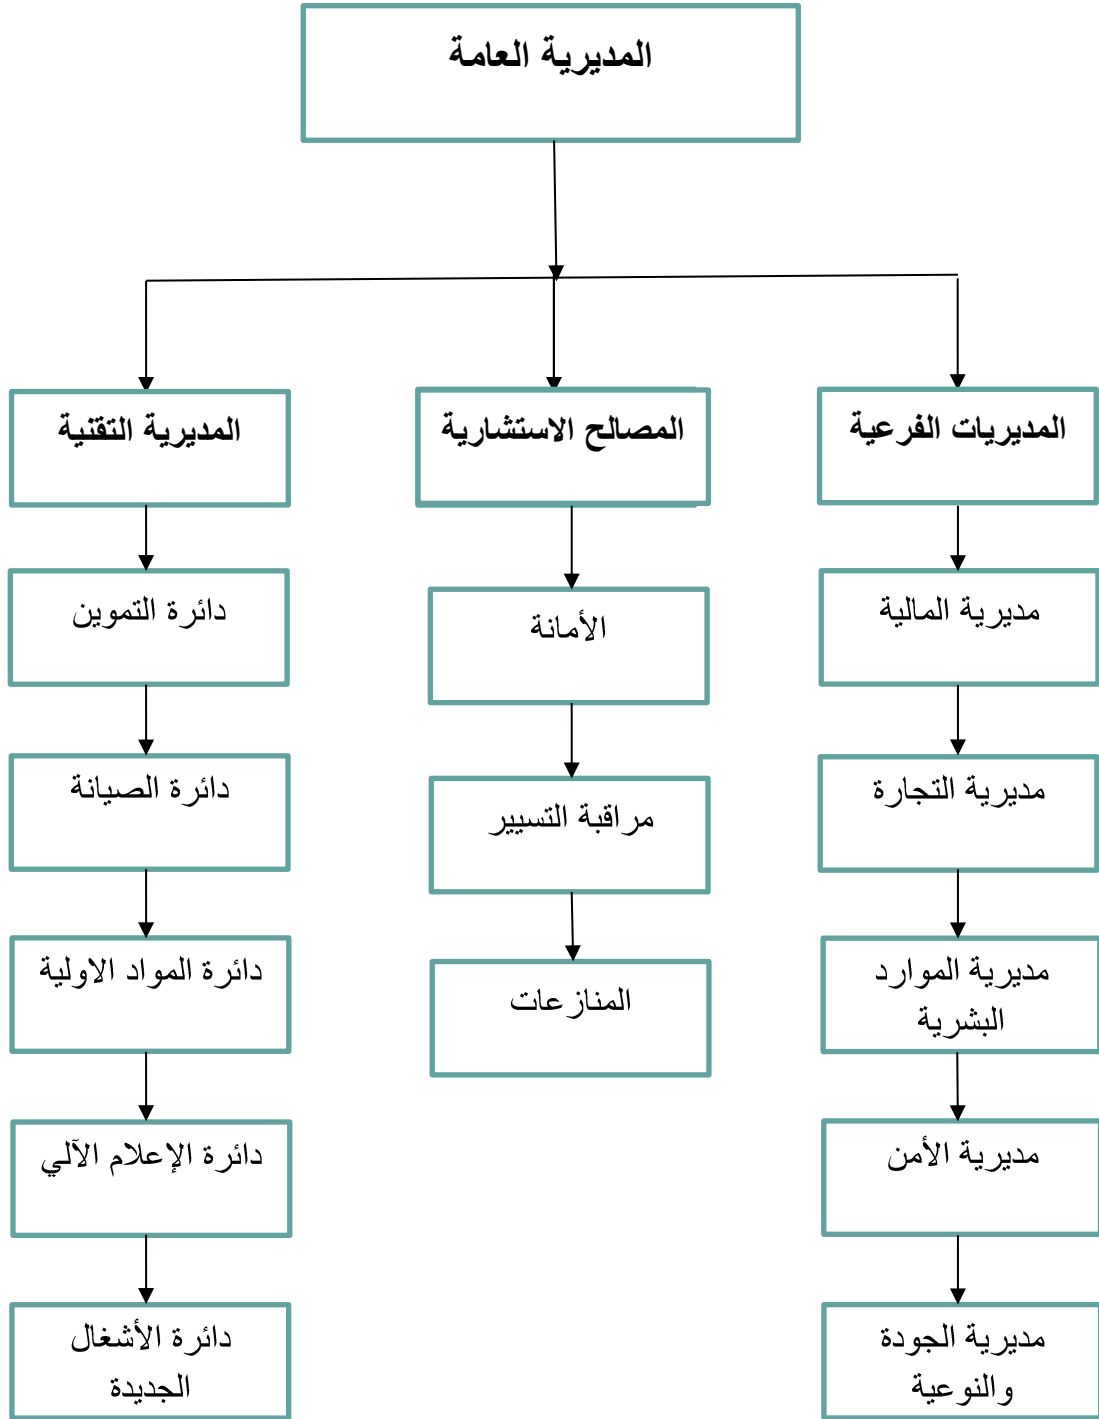 المديرية العامة
المديريات الفرعية
المصالح الاستشارية
المديرية التقنية
مديرية المالية
الأمانة
دائرة التموين
مديرية التجارة
مراقبة التسيير
دائرة الصيانة
مديرية الموارد
البشرية
المنازعات
دائرة المواد الاولية
مديرية الأمن
دائرة الإعلام الآلي
مديرية الجودة
والنوعية
دائرة الأشغال
الجديدة